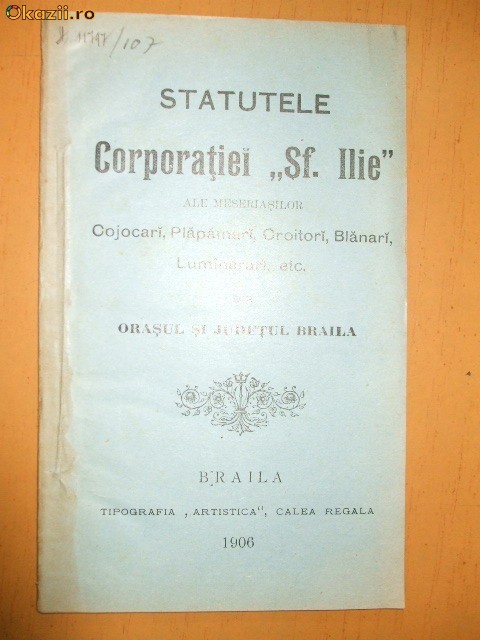 Okazii.ro
/107
STATUTELE
Corporaţieĭ „Sf. Ilie"
ALE MESERIAŞILOR
Cojocarĭ, Plăpămarĭ, Croitorĭ, Blănarĭ,
Lumînărarĭ, etc.
DIN
ORAŞUL ŞI JUDEŢUL BRAILA
BRAILA
TIPOGRAFIA „ARTISTICA", CALEA REGALA
1906